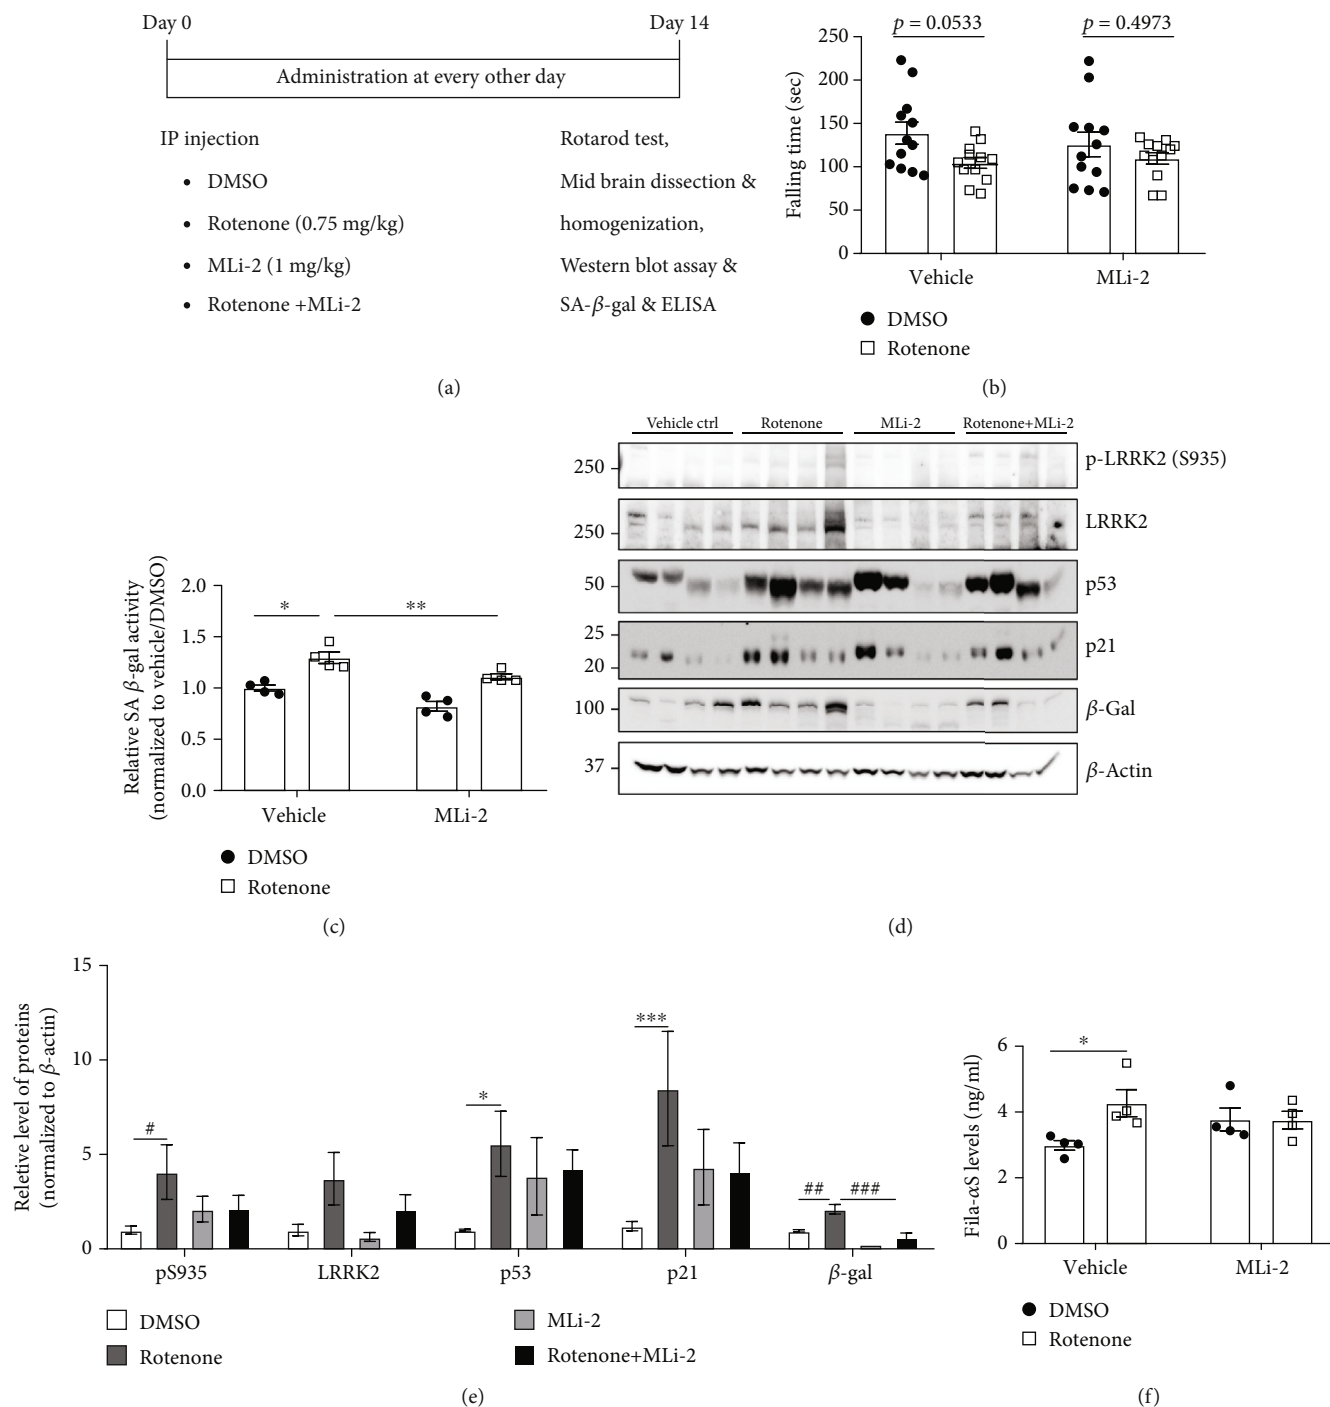 Day 0
Day 14
Administration at every other day
IP injection
• DMSO
• Rotenone (0.75 mg/kg)
• MLi-2 (1 mg/kg)
• Rotenone +MLi-2
Rotarod test,
Mid brain dissection &
homogenization,
Western blot assay &
SA-β-gal & ELISA
(a)
p = 0.0533
p = 0.4973
Falling time (sec)
250
200
150
100
50
0
Vehicle
MLi-2
DMSO
Rotenone
(b)
Relative SA β-gal activity
(normalized to vehicle/DMSO)
2.0
1.5
1.0
0.5
0.0
*
**
Vehicle
MLi-2
DMSO
Rotenone
(c)
Vehicle ctrl
Rotenone
MLi-2
Rotenone+MLi-2
250
p-LRRK2 (S935)
250
LRRK2
50
p53
25
20
p21
100
β-Gal
37
β-Actin
(d)
Reletive level of proteins
(normalized to β-actin)
15
10
5
0
#
*
***
##
###
pS935
LRRK2
p53
p21
β-gal
DMSO
Rotenone
MLi-2
Rotenone+MLi-2
(e)
Fila-αS levels (ng/ml)
6
4
2
0
*
Vehicle
MLi-2
DMSO
Rotenone
(f)